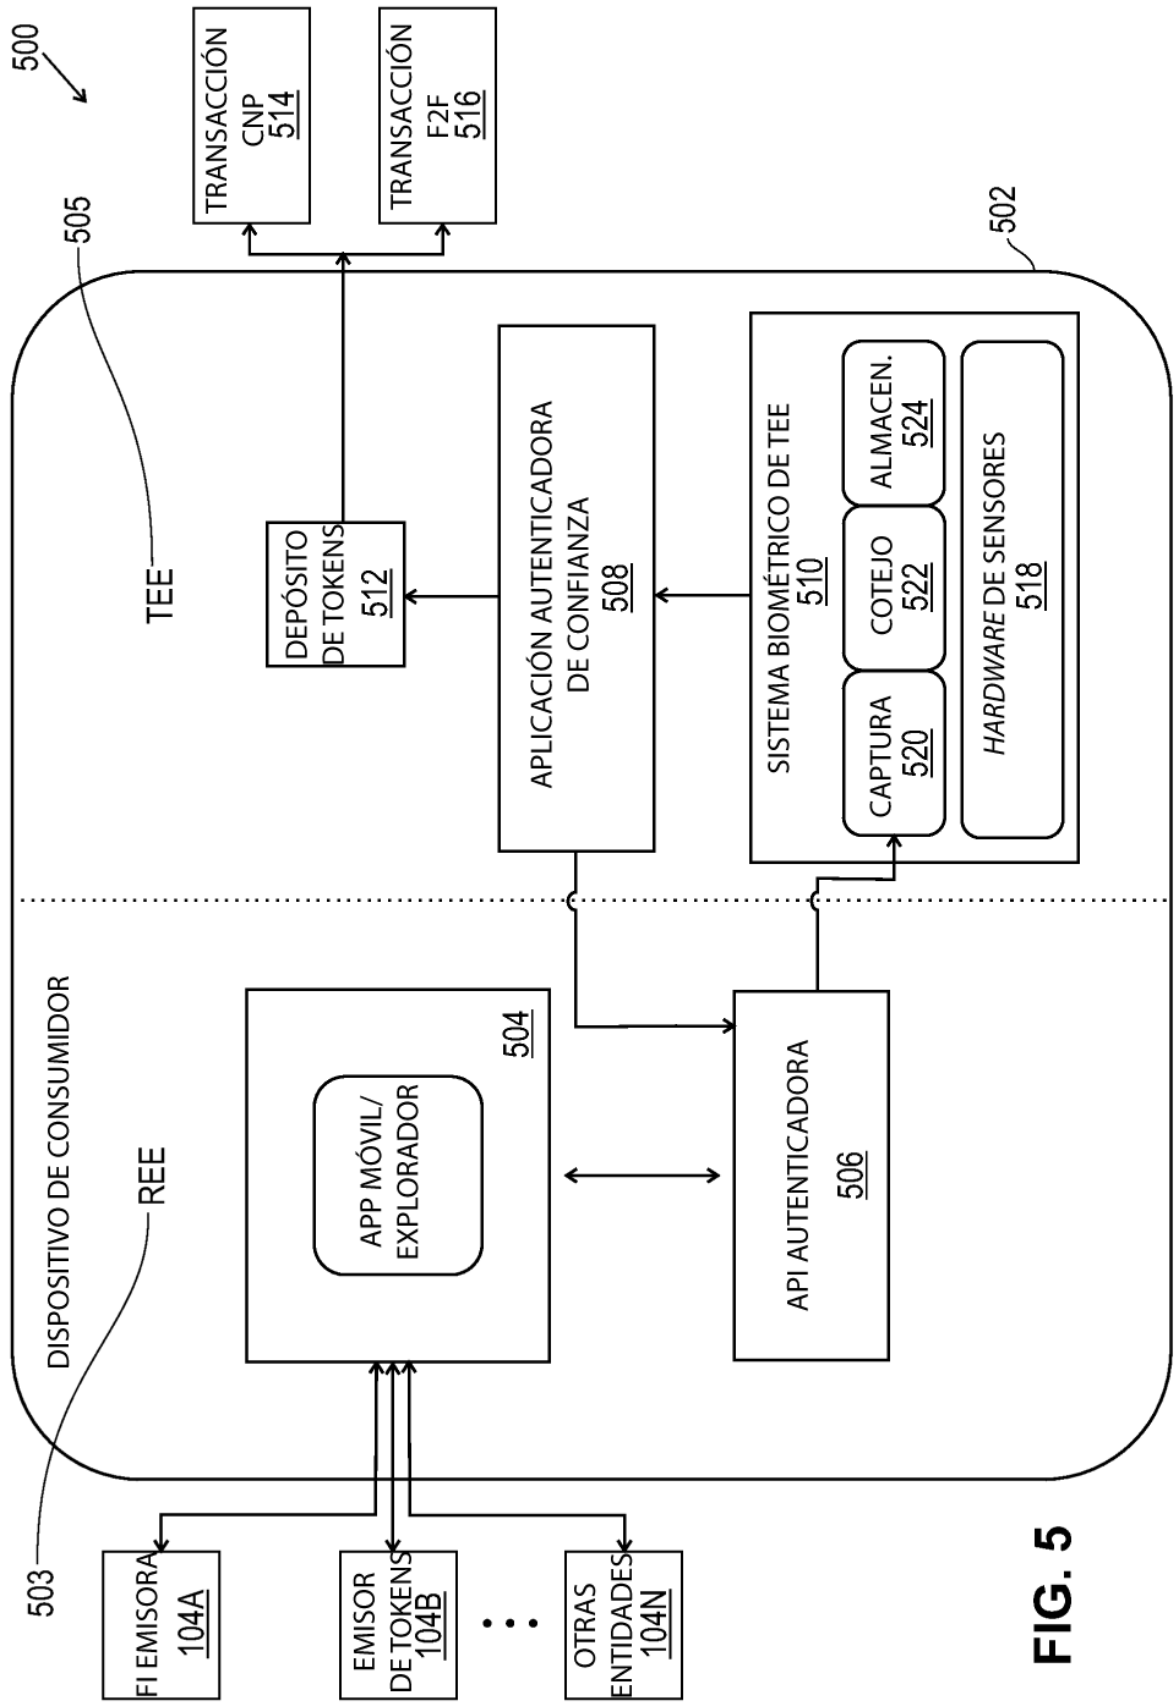 500
503
505
502
DISPOSITIVO DE CONSUMIDOR
REE
TEE
FI EMISORA
104A
EMISOR
DE TOKENS
104B
OTRAS
ENTIDADES
104N
APP MÓVIL/
EXPLORADOR
504
API AUTENTICADORA
506
DEPÓSITO
DE TOKENS
512
APLICACIÓN AUTENTICADORA
DE CONFIANZA
508
SISTEMA BIOMÉTRICO DE TEE
510
CAPTURA
520
COTEJO
522
ALMACEN.
524
HARDWARE DE SENSORES
518
TRANSACCIÓN
CNP
514
TRANSACCIÓN
F2F
516
FIG. 5